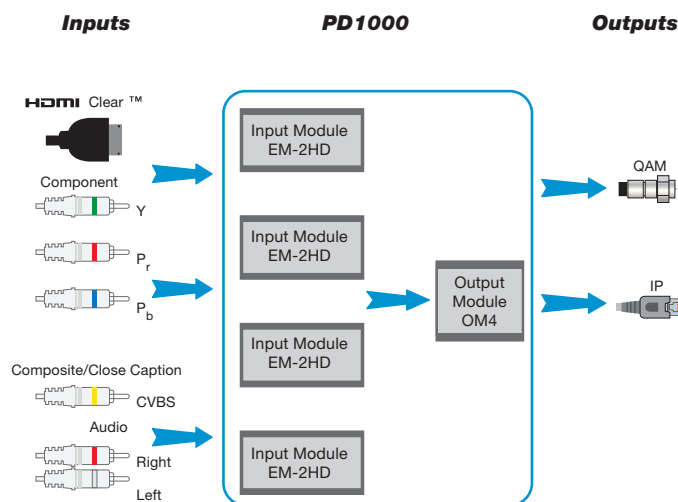 Inputs
PD1000
Outputs
HDMI Clear ™
Input Module
EM-2HD
QAM
Component
Y
Input Module
EM-2HD
Pr
Output
Module
OM4
IP
Pb
Input Module
EM-2HD
Composite/Close Caption
CVBS
Audio
Input Module
EM-2HD
Right
Left